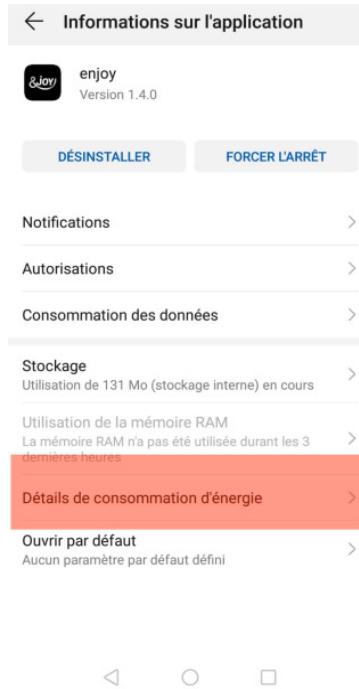 Informations sur l'application
&joy/
enjoy
Version 1.4.0
DÉSINSTALLER
FORCER L'ARRÊT
Notifications
Autorisations
Consommation des données
Stockage
Utilisation de 131 Mo (stockage interne) en cours
Utilisation de la mémoire RAM
La mémoire RAM n'a pas été utilisée durant les 3
dernières heures
Détails de consommation d'énergie
Ouvrir par défaut
Aucun paramètre par défaut défini